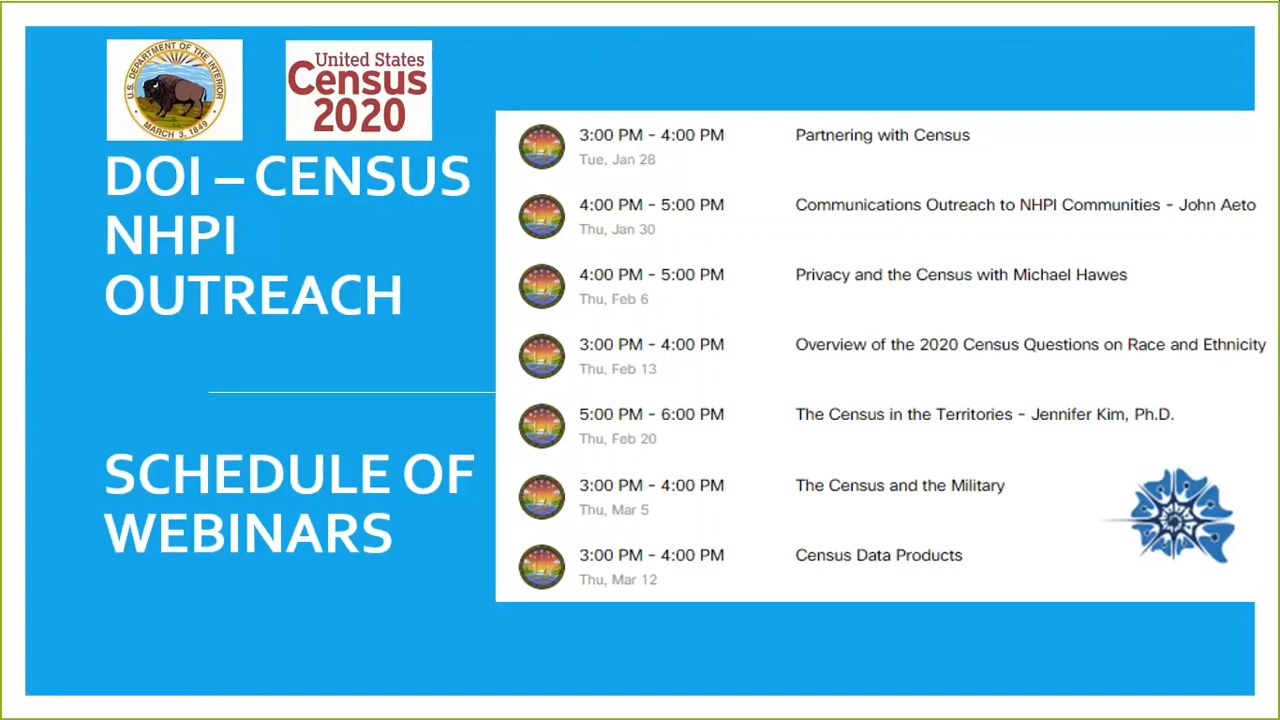 U.S. DEPARTMENT OF THE INTERIOR
MARCH 3, 1849
United States
Census
2020
DOI – CENSUS
NHPI
OUTREACH
SCHEDULE OF
WEBINARS
3:00 PM - 4:00 PM Partnering with Census
Tue, Jan 28
4:00 PM - 5:00 PM Communications Outreach to NHPI Communities - John Aeto
Thu, Jan 30
4:00 PM - 5:00 PM Privacy and the Census with Michael Hawes
Thu, Feb 6
3:00 PM - 4:00 PM Overview of the 2020 Census Questions on Race and Ethnicity
Thu, Feb 13
5:00 PM - 6:00 PM The Census in the Territories - Jennifer Kim, Ph.D.
Thu, Feb 20
3:00 PM - 4:00 PM The Census and the Military
Thu, Mar 5
3:00 PM - 4:00 PM Census Data Products
Thu, Mar 12